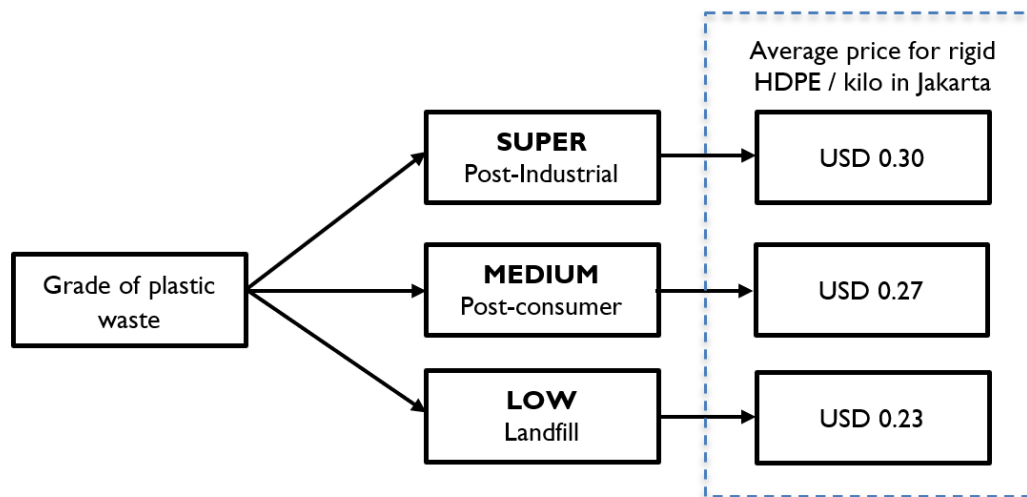 Average price for rigid
HDPE / kilo in Jakarta
SUPER
Post-Industrial
USD 0.30
Grade of plastic
waste
MEDIUM
Post-consumer
USD 0.27
LOW
Landfill
USD 0.23